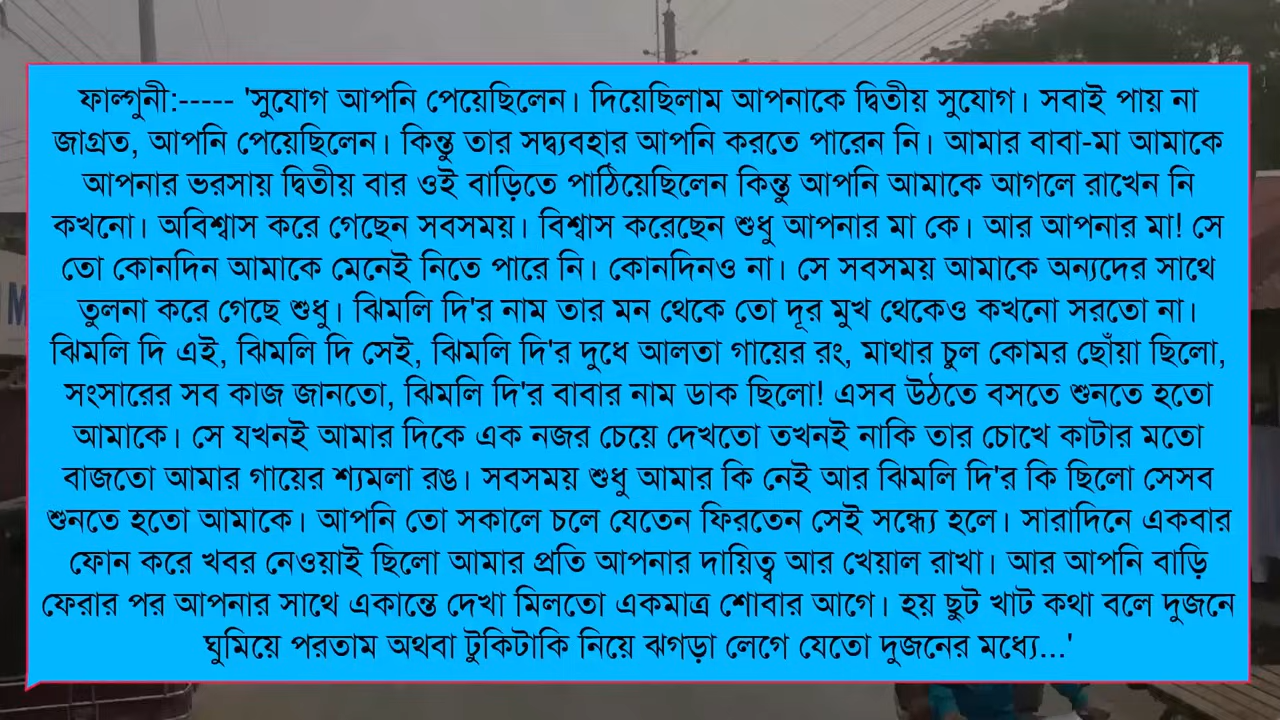 ফাল্গুনী:----- 'সুযোগ আপনি পেয়েছিলেন। দিয়েছিলাম আপনাকে দ্বিতীয় সুযোগ। সবাই পায় না
জাগ্রত, আপনি পেয়েছিলেন। কিন্তু তার সদ্ব্যবহার আপনি করতে পারেন নি। আমার বাবা-মা আমাকে
আপনার ভরসায় দ্বিতীয় বার ওই বাড়িতে পাঠিয়েছিলেন কিন্তু আপনি আমাকে আগলে রাখেন নি
কখনো। অবিশ্বাস করে গেছেন সবসময়। বিশ্বাস করেছেন শুধু আপনার মা কে। আর আপনার মা! সে
তো কোনদিন আমাকে মেনেই নিতে পারে নি। কোনদিনও না। সে সবসময় আমাকে অন্যদের সাথে
তুলনা করে গেছে শুধু। ঝিমলি দি'র নাম তার মন থেকে তো দূর মুখ থেকেও কখনো সরতো না।
ঝিমলি দি এই, ঝিমলি দি সেই, ঝিমলি দি'র দুধে আলতা গায়ের রং, মাথার চুল কোমর ছোঁয়া ছিলো,
সংসারের সব কাজ জানতো, ঝিমলি দি'র বাবার নাম ডাক ছিলো! এসব উঠতে বসতে শুনতে হতো
আমাকে। সে যখনই আমার দিকে এক নজর চেয়ে দেখতো তখনই নাকি তার চোখে কাটার মতো
বাজতো আমার গায়ের শ্যমলা রঙ। সবসময় শুধু আমার কি নেই আর ঝিমলি দি'র কি ছিলো সেসব
শুনতে হতো আমাকে। আপনি তো সকালে চলে যেতেন ফিরতেন সেই সন্ধ্যে হলে। সারাদিনে একবার
ফোন করে খবর নেওয়াই ছিলো আমার প্রতি আপনার দায়িত্ব আর খেয়াল রাখা। আর আপনি বাড়ি
ফেরার পর আপনার সাথে একান্তে দেখা মিলতো একমাত্র শোবার আগে। হয় ছুট খাট কথা বলে দুজনে
ঘুমিয়ে পরতাম অথবা টুকিটাকি নিয়ে ঝগড়া লেগে যেতো দুজনের মধ্যে...'